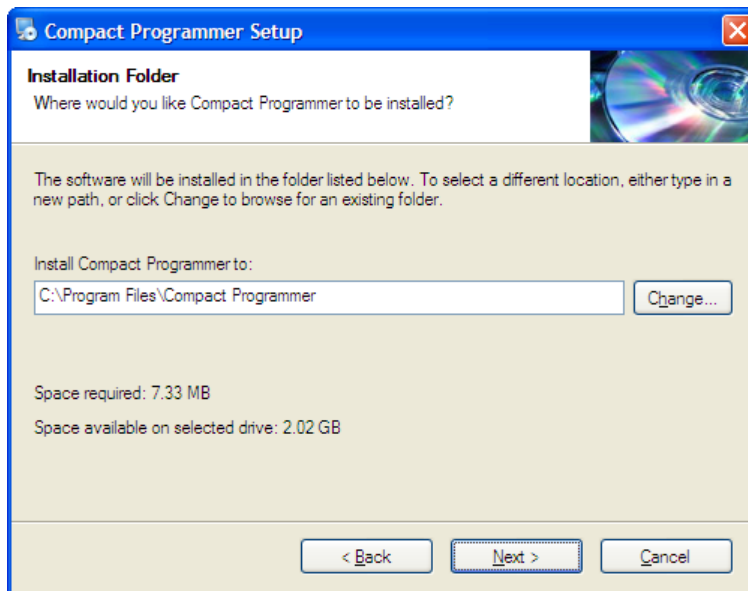 Compact Programmer Setup
Installation Folder
Where would you like Compact Programmer to be installed?
The software will be installed in the folder listed below. To select a different location, either type in a
new path, or click Change to browse for an existing folder.
Install Compact Programmer to:
C:\Program Files\Compact Programmer
Change...
Space required: 7.33 MB
Space available on selected drive: 2.02 GB
< Back
Next >
Cancel